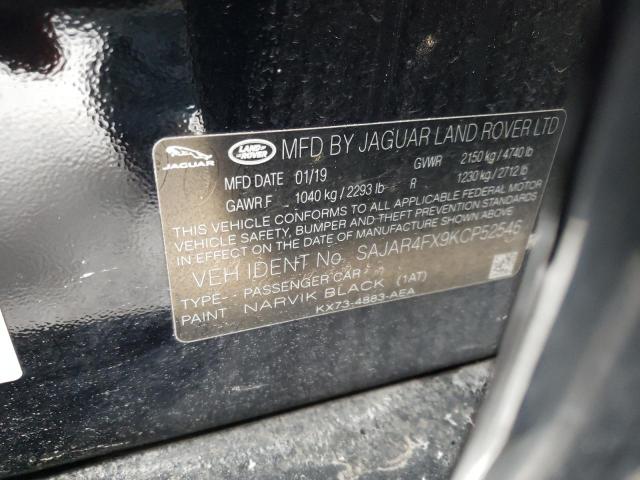 JAGUAR
LAND ROVER
MFD BY JAGUAR LAND ROVER LTD
MFD DATE 01/19 GVWR 2150 kg / 4740 lb
GAWR F 1040 kg / 2293 lb R 1230 kg / 2712 lb
THIS VEHICLE CONFORMS TO ALL APPLICABLE FEDERAL MOTOR
VEHICLE SAFETY, BUMPER, AND THEFT PREVENTION STANDARDS
IN EFFECT ON THE DATE OF MANUFACTURE SHOWN ABOVE
VEH IDENT No SAJAR4FX9KCP52546
TYPE- PASSENGER CAR
PAINT NARVIK BLACK (1AT)
KX73-4883-AEA